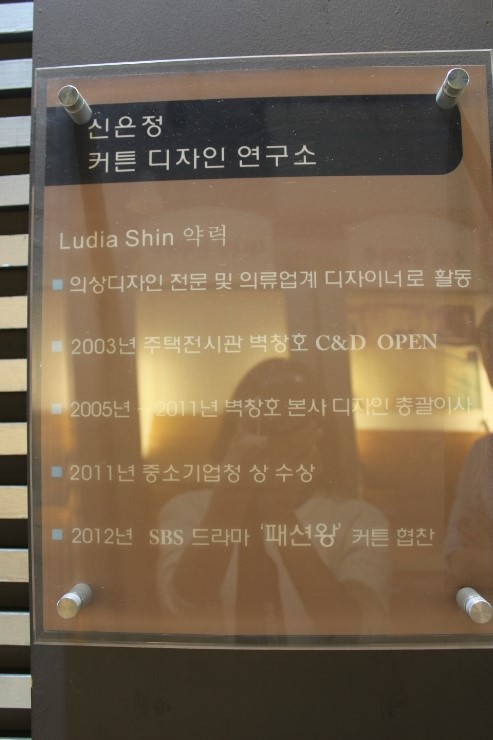 신은정
커튼 디자인 연구소
Ludia Shin 약력
의상디자인 전문 및 의류업계 디자이너로 활동
2003년 주택전시관 벽창호 C&D OPEN
2005년 - 2011년 벽창호 본사 디자인 총괄이사
2011년 중소기업청 상 수상
2012년 SBS 드라마 '패션왕' 커튼 협찬